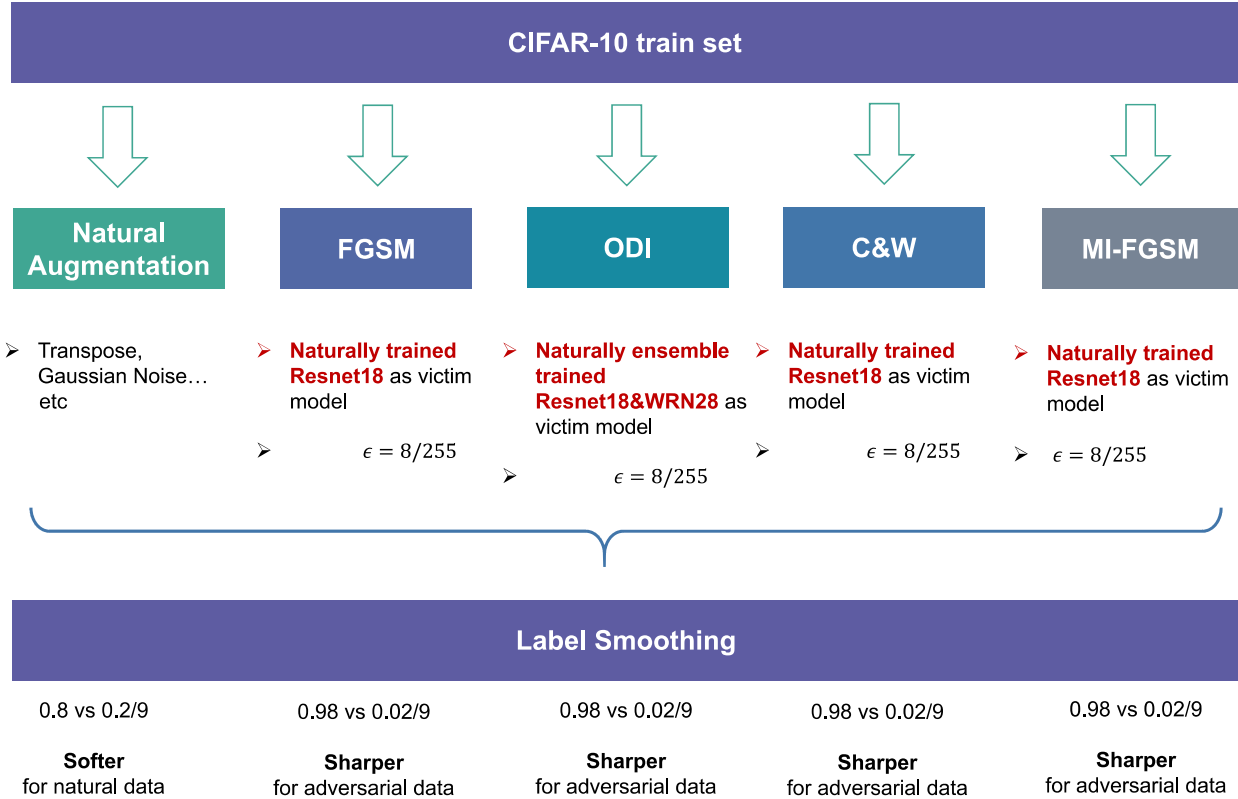 CIFAR-10 train set
Natural
Augmentation
FGSM
ODI
C&W
MI-FGSM
➢ Transpose,
Gaussian Noise…
etc
➢ Naturally trained
Resnet18 as victim
model
➢ ϵ = 8/255
➢ Naturally ensemble
trained
Resnet18&WRN28 as
victim model
➢ ϵ = 8/255
➢ Naturally trained
Resnet18 as victim
model
➢ ϵ = 8/255
➢ Naturally trained
Resnet18 as victim
model
➢ ϵ = 8/255
Label Smoothing
0.8 vs 0.2/9
0.98 vs 0.02/9
0.98 vs 0.02/9
0.98 vs 0.02/9
0.98 vs 0.02/9
Softer
for natural data
Sharper
for adversarial data
Sharper
for adversarial data
Sharper
for adversarial data
Sharper
for adversarial data